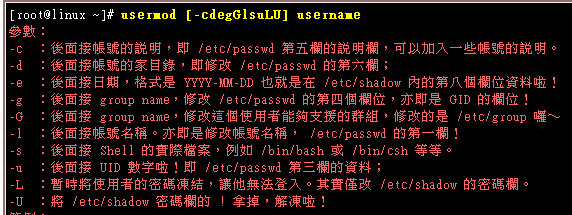 [root@linux ~]# usermod [-cdegGlsuLU] username
參數：
-c ：後面接帳號的說明，即 /etc/passwd 第五欄的說明欄，可以加入一些帳號的說明。
-d ：後面接帳號的家目錄，即修改 /etc/passwd 的第六欄；
-e ：後面接日期，格式是 YYYY-MM-DD 也就是在 /etc/shadow 內的第八個欄位資料啦！
-g ：後面接 group name，修改 /etc/passwd 的第四個欄位，亦即是 GID 的欄位！
-G ：後面接 group name，修改這個使用者能夠支援的群組，修改的是 /etc/group 囉～
-l ：後面接帳號名稱。亦即是修改帳號名稱， /etc/passwd 的第一欄！
-s ：後面接 Shell 的實際檔案，例如 /bin/bash 或 /bin/csh 等等。
-u ：後面接 UID 數字啦！即 /etc/passwd 第三欄的資料；
-L ：暫時將使用者的密碼凍結，讓他無法登入。其實僅改 /etc/shadow 的密碼欄。
-U ：將 /etc/shadow 密碼欄的 ! 拿掉，解凍啦！